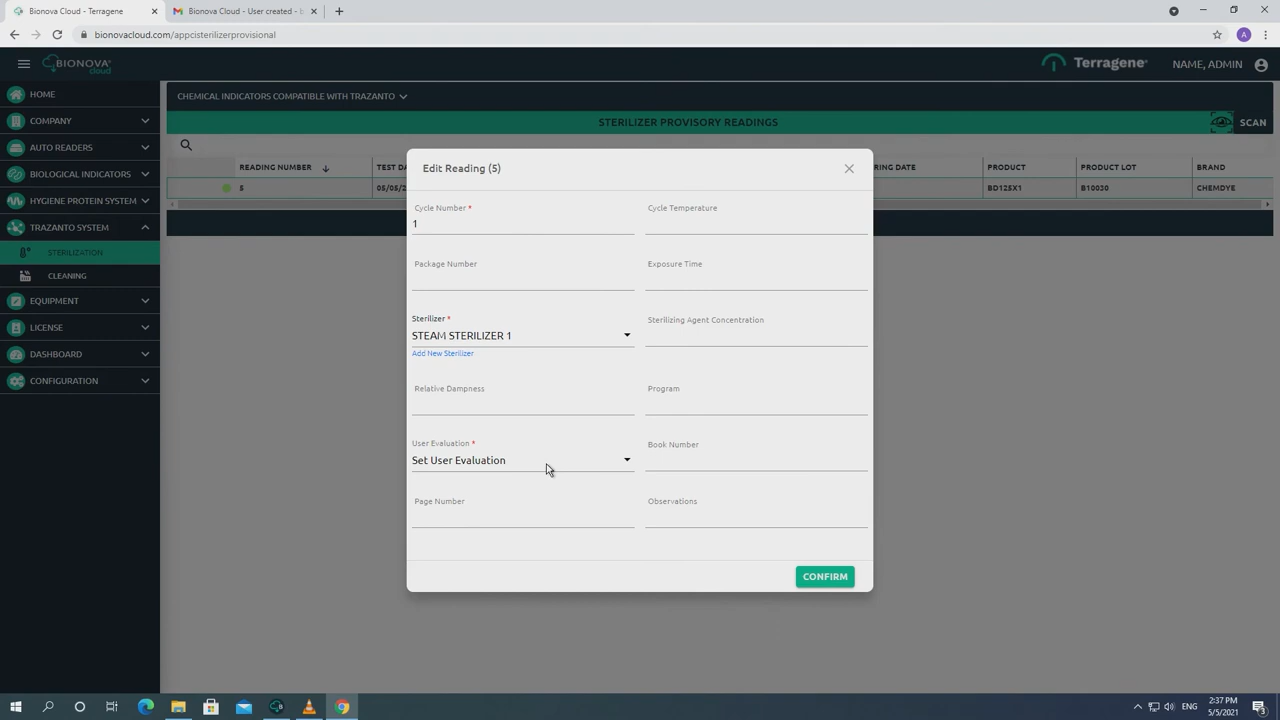 Bionova Cloud - Terragene
Bionova Cloud - User created - b
bionovacloud.com/appcisterilizerprovisional
A
BIONOVA
cloud
Terragene®
NAME, ADMIN
HOME
COMPANY
AUTO READERS
BIOLOGICAL INDICATORS
HYGIENE PROTEIN SYSTEM
TRAZANTO SYSTEM
STERILIZATION
CLEANING
EQUIPMENT
LICENSE
DASHBOARD
CONFIGURATION
CHEMICAL INDICATORS COMPATIBLE WITH TRAZANTO
STERILIZER PROVISORY READINGS
SCAN
READING NUMBER
TEST DA
RING DATE
PRODUCT
PRODUCT LOT
BRAND
5
05/05/2
BD125X1
B10030
CHEMDYE
Edit Reading (5)
Cycle Number *
1
Cycle Temperature
Package Number
Exposure Time
Sterilizer *
STEAM STERILIZER 1
Add New Sterilizer
Sterilizing Agent Concentration
Relative Dampness
Program
User Evaluation *
Set User Evaluation
Book Number
Page Number
Observations
CONFIRM
ENG
2:37 PM
5/5/2021
3